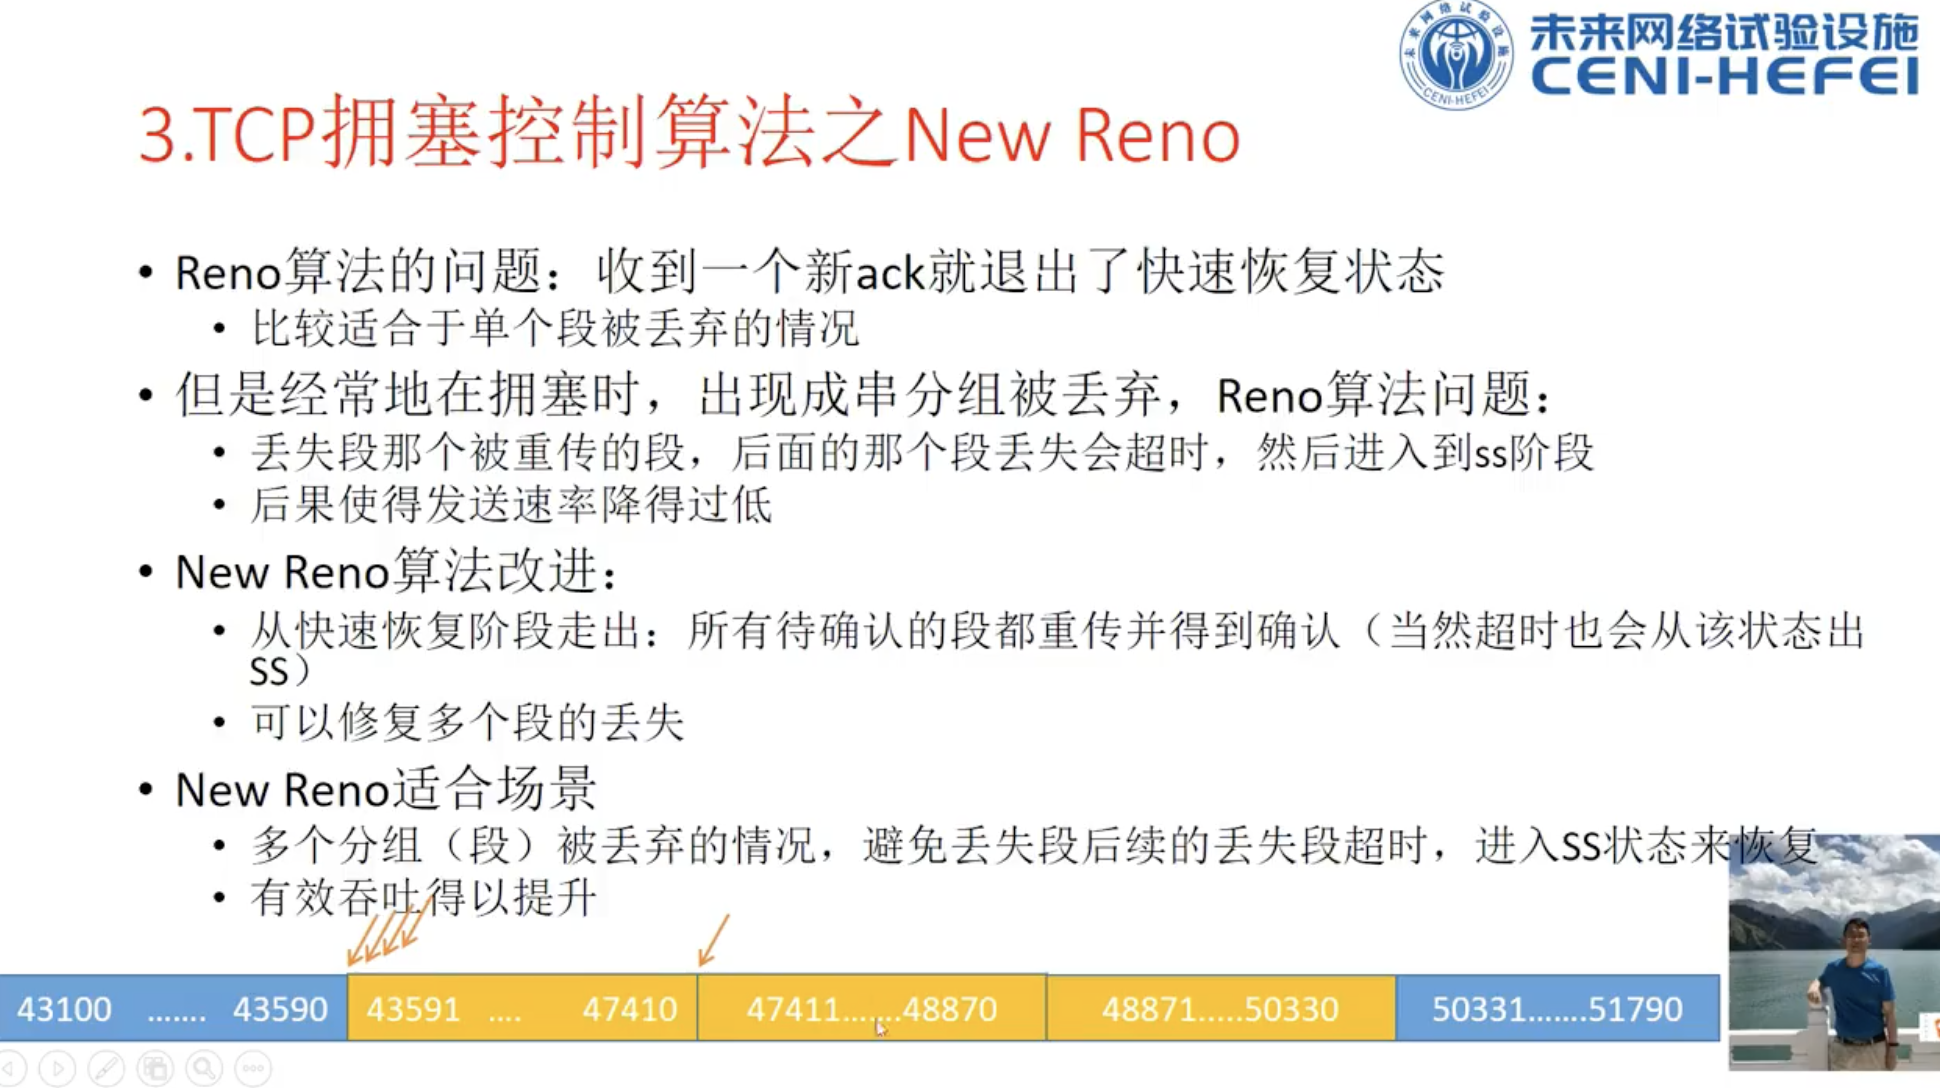 未来网络试验设施
CENI-HEFEI
3.TCP拥塞控制算法之New Reno
• Reno算法的问题：收到一个新ack就退出了快速恢复状态
• 比较适合于单个段被丢弃的情况
• 但是经常地在拥塞时，出现成串分组被丢弃，Reno算法问题：
• 丢失段那个被重传的段，后面的那个段丢失会超时，然后进入到ss阶段
• 后果使得发送速率降得过低
• New Reno算法改进：
• 从快速恢复阶段走出：所有待确认的段都重传并得到确认（当然超时也会从该状态出
SS）
• 可以修复多个段的丢失
• New Reno适合场景
• 多个分组（段）被丢弃的情况，避免丢失段后续的丢失段超时，进入SS状态来恢复
• 有效吞吐得以提升
43100 ....... 43590 43591 .... 47410 47411.......48870 48871.....50330 50331.......51790